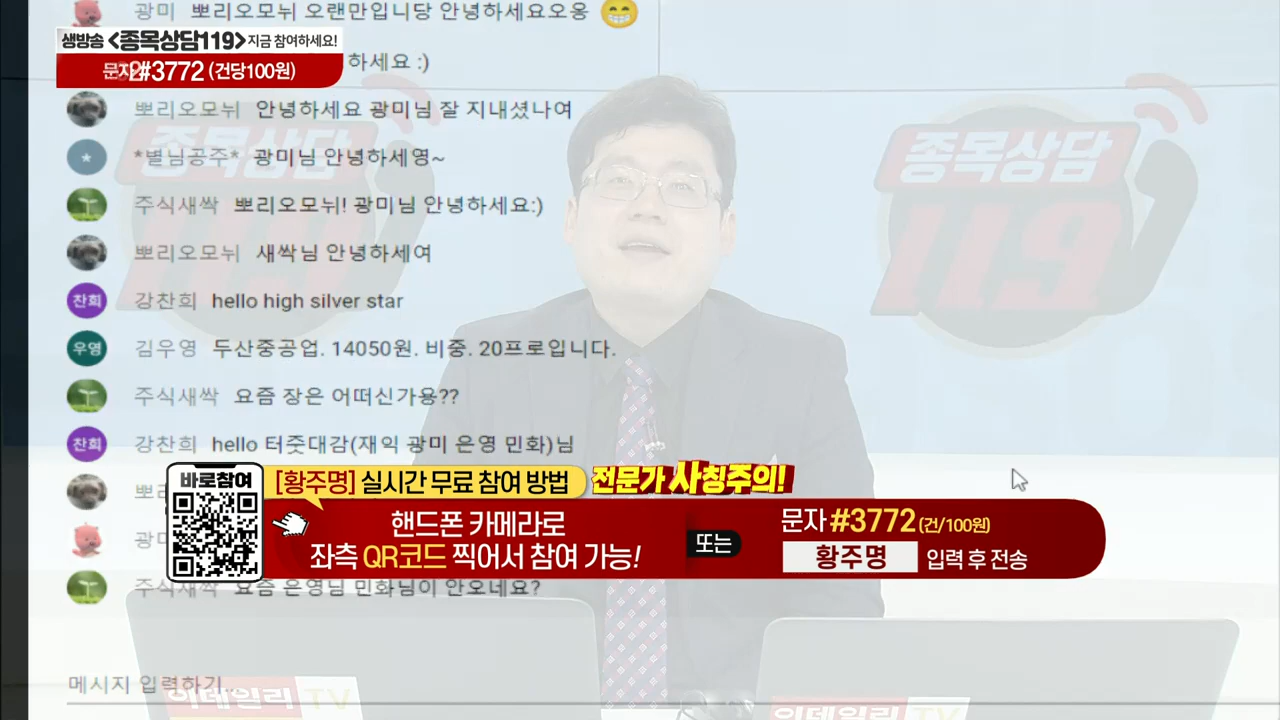 광미 뽀리오모뉘 오랜만입니당 안녕하세요오옹
생방송 <종목상담119> 지금 참여하세요!
하세요 :)
#3772 (건당100원)
뽀리오모뉘 안녕하세요 광미님 잘 지내셨나여
*별님공주* 광미님 안녕하세영~
종목상담
119
종목상담
119
주식새싹 뽀리오모뉘! 광미님 안녕하세요:)
뽀리오모뉘 새싹님 안녕하세여
찬희 강찬희 hello high silver star
우영 김우영 두산중공업. 14050원. 비중. 20프로입니다.
주식새싹 요즘 장은 어떠신가용??
찬희 강찬희 hello 터줏대감(재익 광미 은영 민화)님
바로참여
[황주명] 실시간 무료 참여 방법
전문가 사칭주의!
핸드폰 카메라로
좌측 QR코드 찍어서 참여 가능!
또는
문자 #3772 (건/100원)
황주명 입력 후 전송
주식새싹 요즘 은영님 민화님이 안오네요?
메시지 입력하기...
이데일리 TV
이데일리 TV